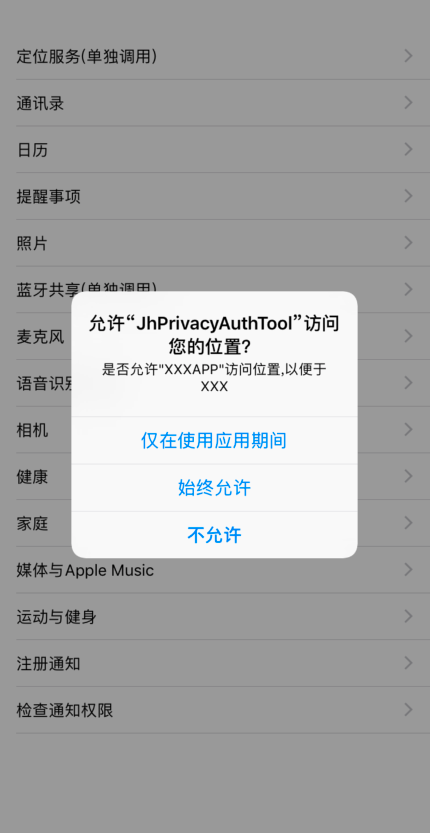 定位服务(单独调用)
通讯录
日历
提醒事项
照片
蓝牙共享(单独调用)
允许“JhPrivacyAuthTool”访问
您的位置?
是否允许"XXXAPP"访问位置,以便于
XXX
仅在使用应用期间
始终允许
不允许
麦克风
语音识别
相机
健康
家庭
媒体与Apple Music
运动与健身
注册通知
检查通知权限